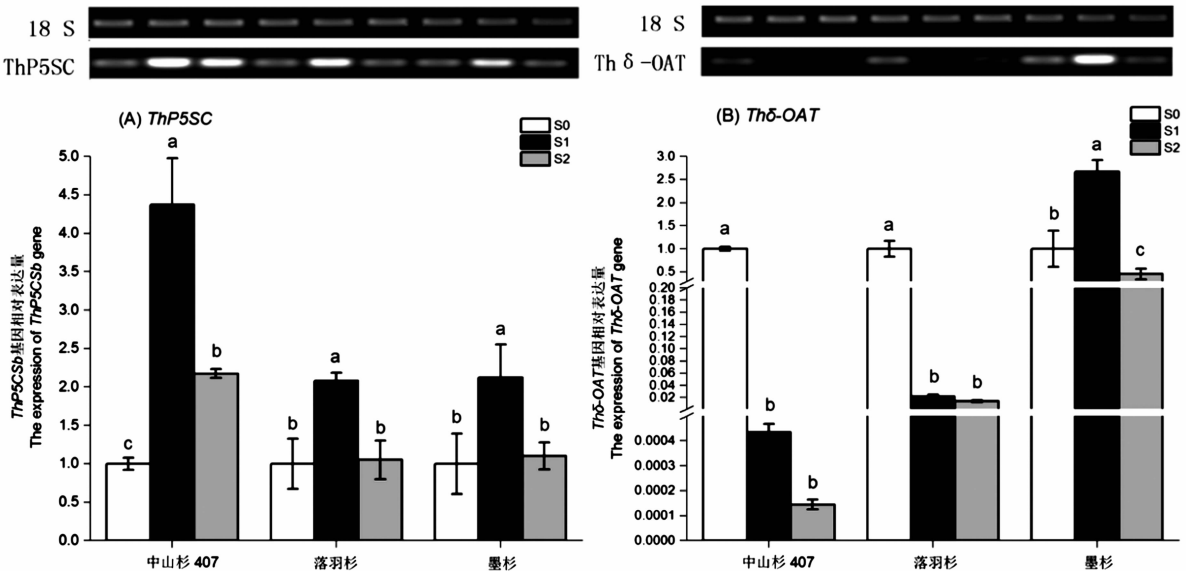 18 S
ThP5SC
(A) ThP5SC
S0
S1
S2
ThP5CSb基因相对表达量
The expression of ThP5CSb gene
5.0
4.5
4.0
3.5
3.0
2.5
2.0
1.5
1.0
0.5
0.0
c
a
b
b
a
b
b
a
b
中山杉 407
落羽杉
墨杉
18 S
Th δ-OAT
(B) Thδ-OAT
S0
S1
S2
Thδ-OAT基因相对表达量
The expression of Thδ-OAT gene
3.0
2.5
2.0
1.5
1.0
0.5
0.20
0.18
0.16
0.14
0.12
0.10
0.08
0.06
0.04
0.02
0.0004
0.0003
0.0002
0.0001
0.0000
a
b
b
a
b
b
b
a
c
中山杉 407
落羽杉
墨杉